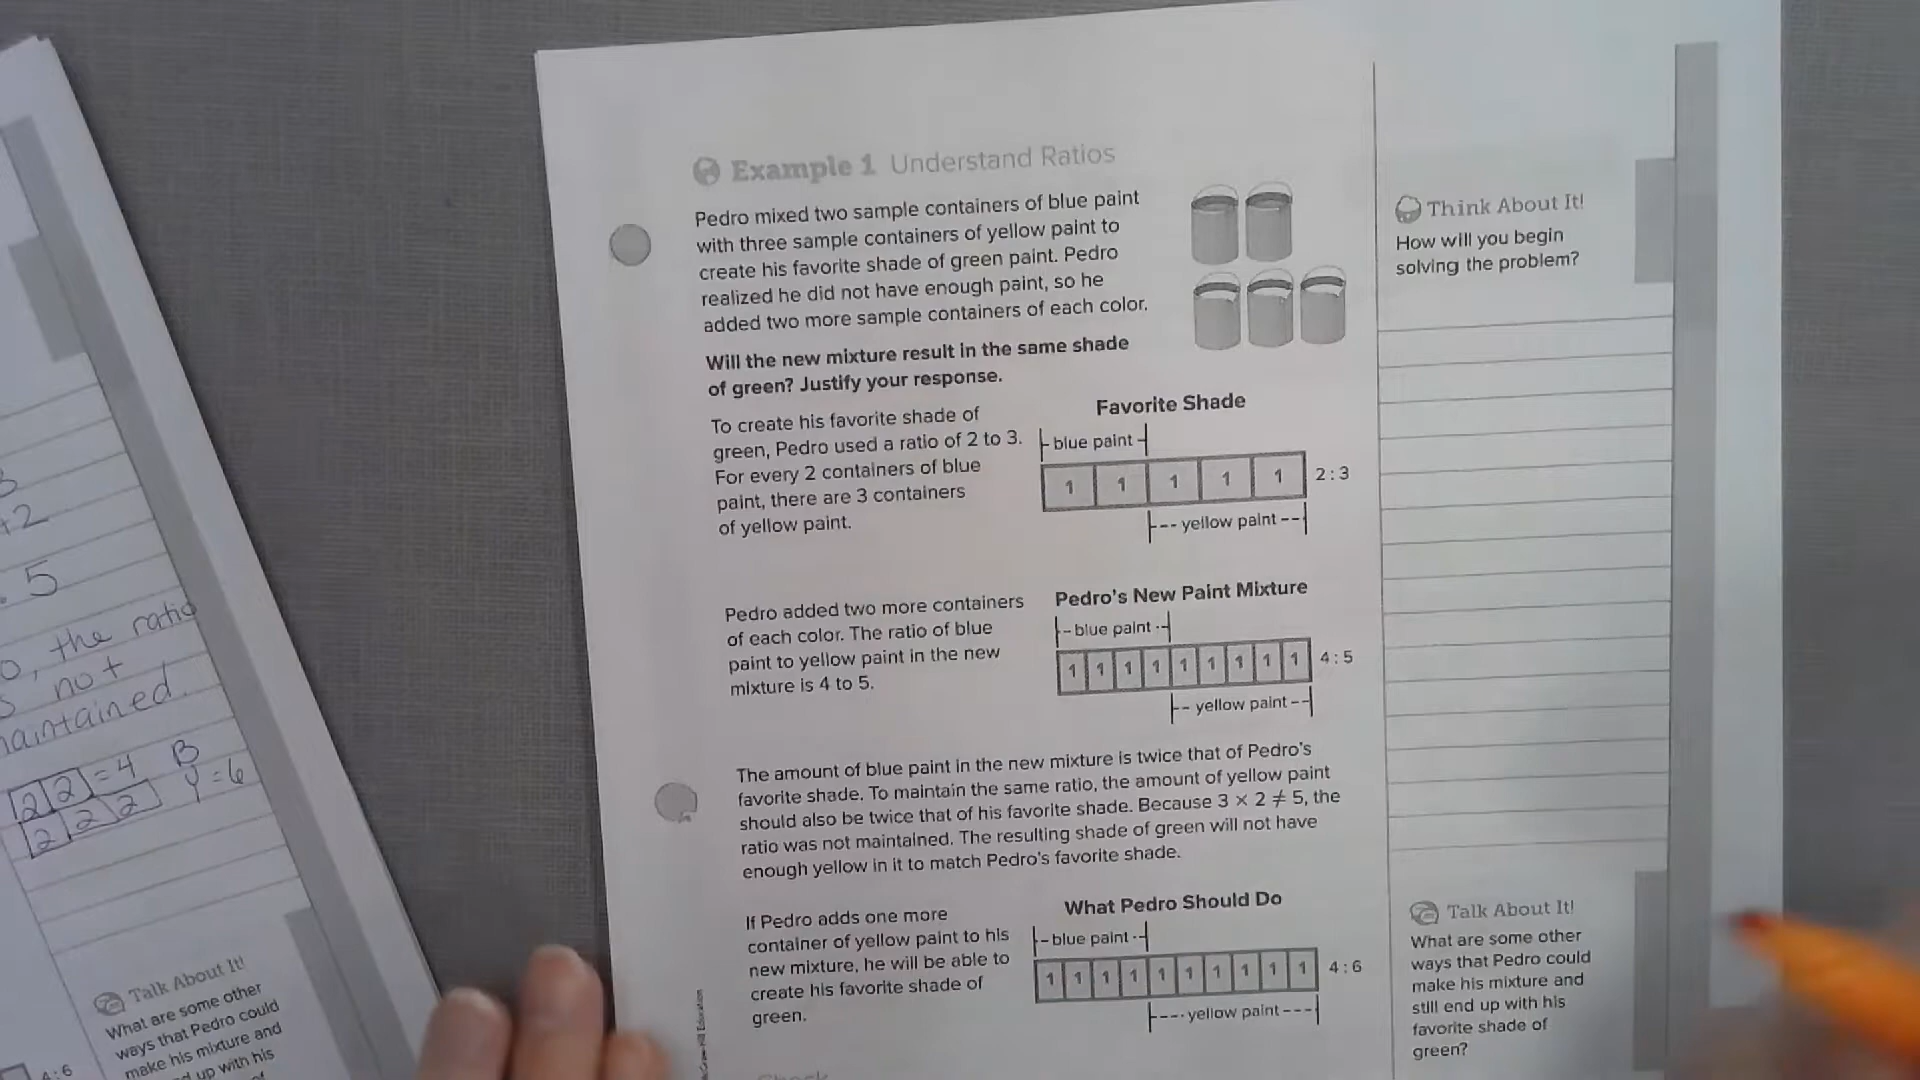 3
+2
5
o, the ratio
s not
maintained.
2 2 = 4 B
2 2 2 Y = 6
Talk About It!
What are some other
ways that Pedro could
make his mixture and
up with his
4:6
Example 1 Understand Ratios
Pedro mixed two sample containers of blue paint
with three sample containers of yellow paint to
create his favorite shade of green paint. Pedro
realized he did not have enough paint, so he
added two more sample containers of each color.
Will the new mixture result in the same shade
of green? Justify your response.
To create his favorite shade of
green, Pedro used a ratio of 2 to 3.
For every 2 containers of blue
paint, there are 3 containers
of yellow paint.
Favorite Shade
blue paint
1 1 1 1 1 2:3
yellow paint
Pedro added two more containers
of each color. The ratio of blue
paint to yellow paint in the new
mixture is 4 to 5.
Pedro's New Paint Mixture
blue paint
1 1 1 1 1 1 1 1 1 4:5
yellow paint
The amount of blue paint in the new mixture is twice that of Pedro's
favorite shade. To maintain the same ratio, the amount of yellow paint
should also be twice that of his favorite shade. Because 3 × 2 ≠ 5, the
ratio was not maintained. The resulting shade of green will not have
enough yellow in it to match Pedro's favorite shade.
If Pedro adds one more
container of yellow paint to his
new mixture, he will be able to
create his favorite shade of
green.
What Pedro Should Do
blue paint
1 1 1 1 1 1 1 1 1 1 4:6
yellow paint
McGraw-Hill Education
Think About It!
How will you begin
solving the problem?
Talk About It!
What are some other
ways that Pedro could
make his mixture and
still end up with his
favorite shade of
green?